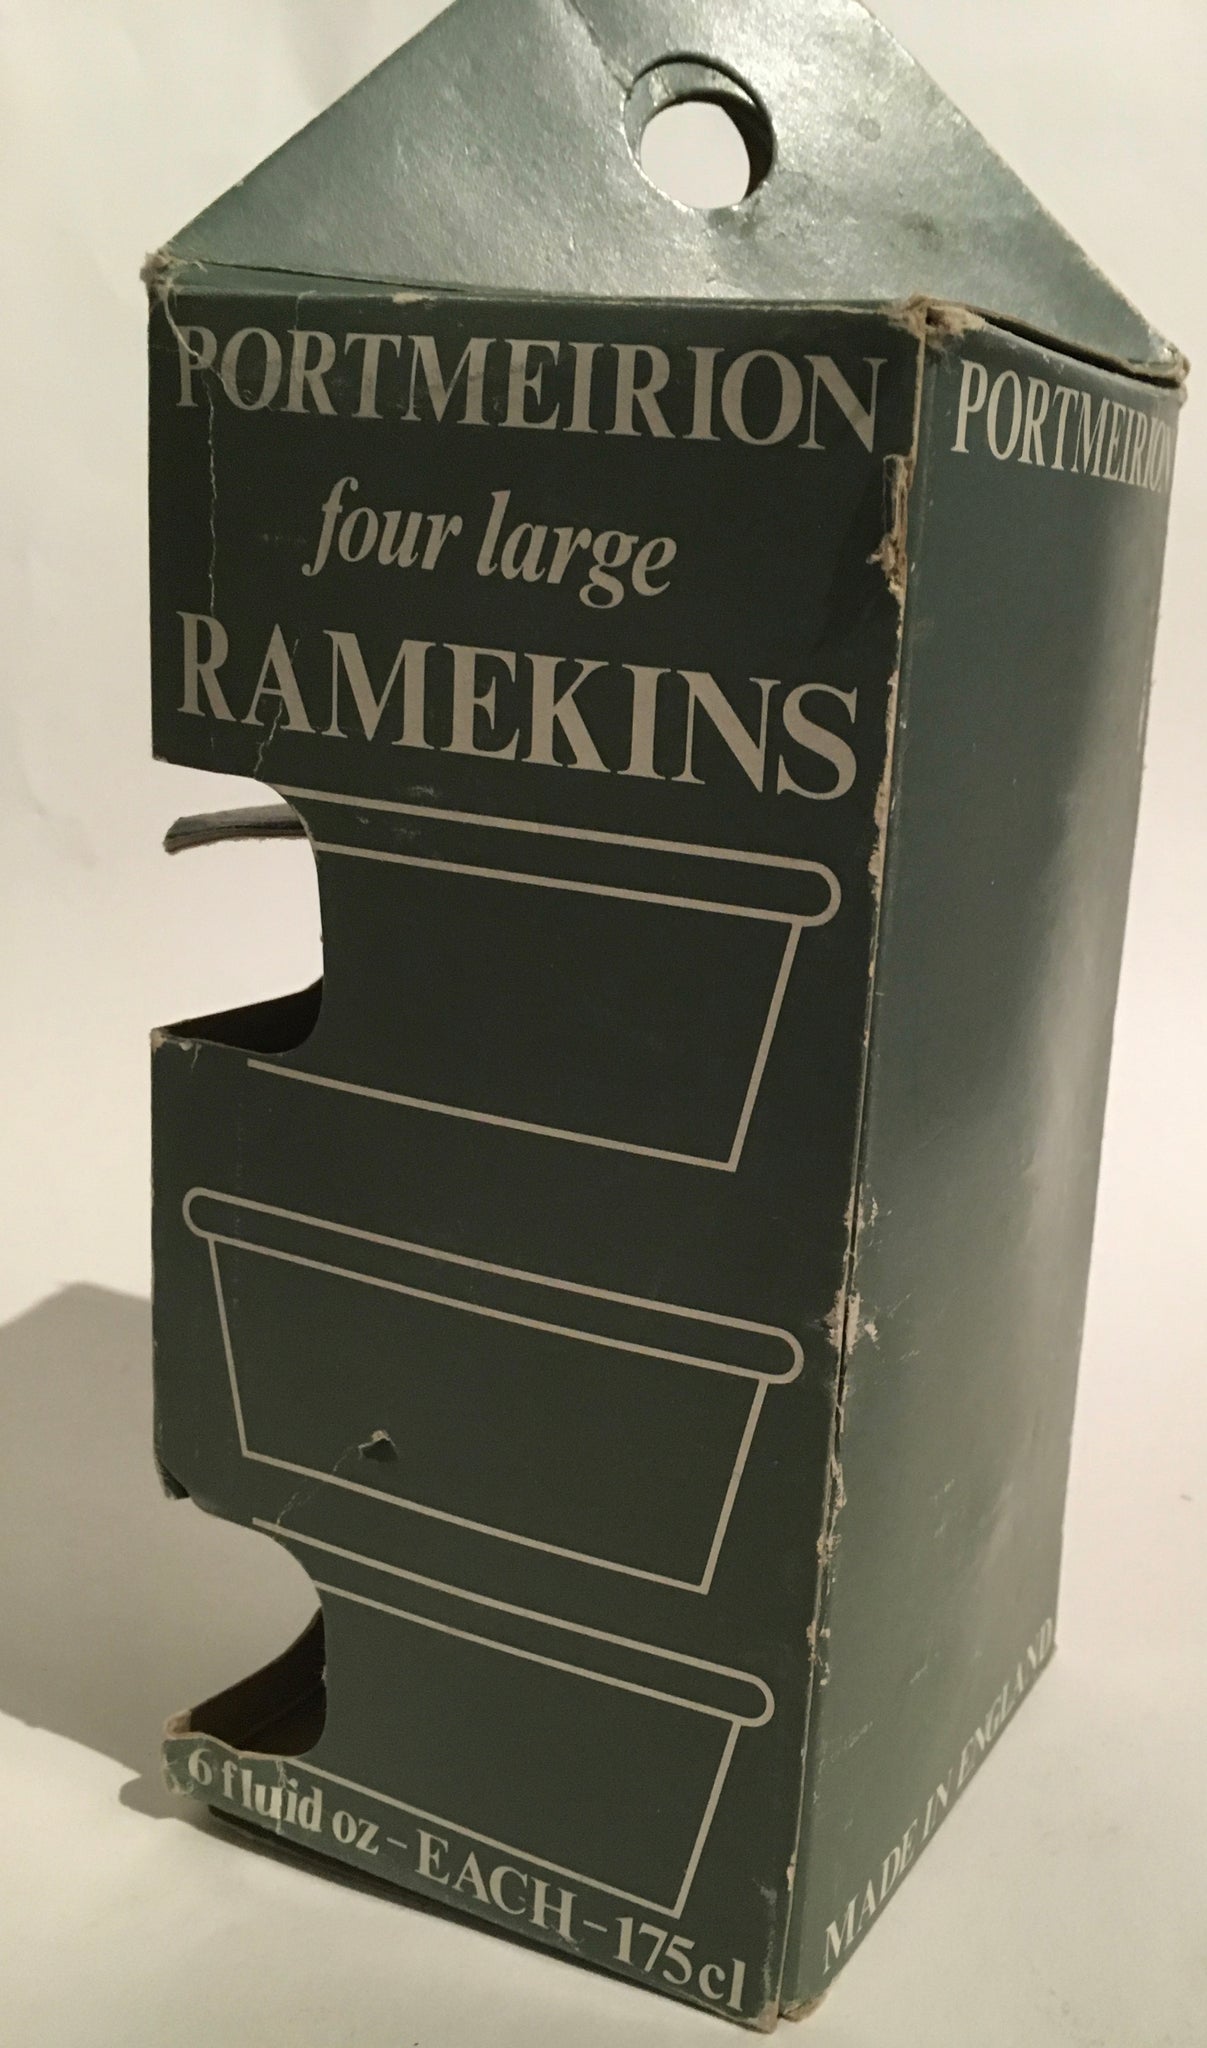 PORTMEIRION
four large
RAMEKINS
6 fluid oz – EACH – 175cl
PORTMEIRION
MADE IN ENGLAND